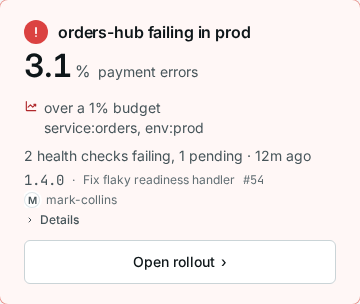 ! orders-hub failing in prod
3.1 % payment errors
over a 1% budget
service:orders, env:prod
2 health checks failing, 1 pending · 12m ago
1.4.0 · Fix flaky readiness handler #54
M mark-collins
› Details
Open rollout ›